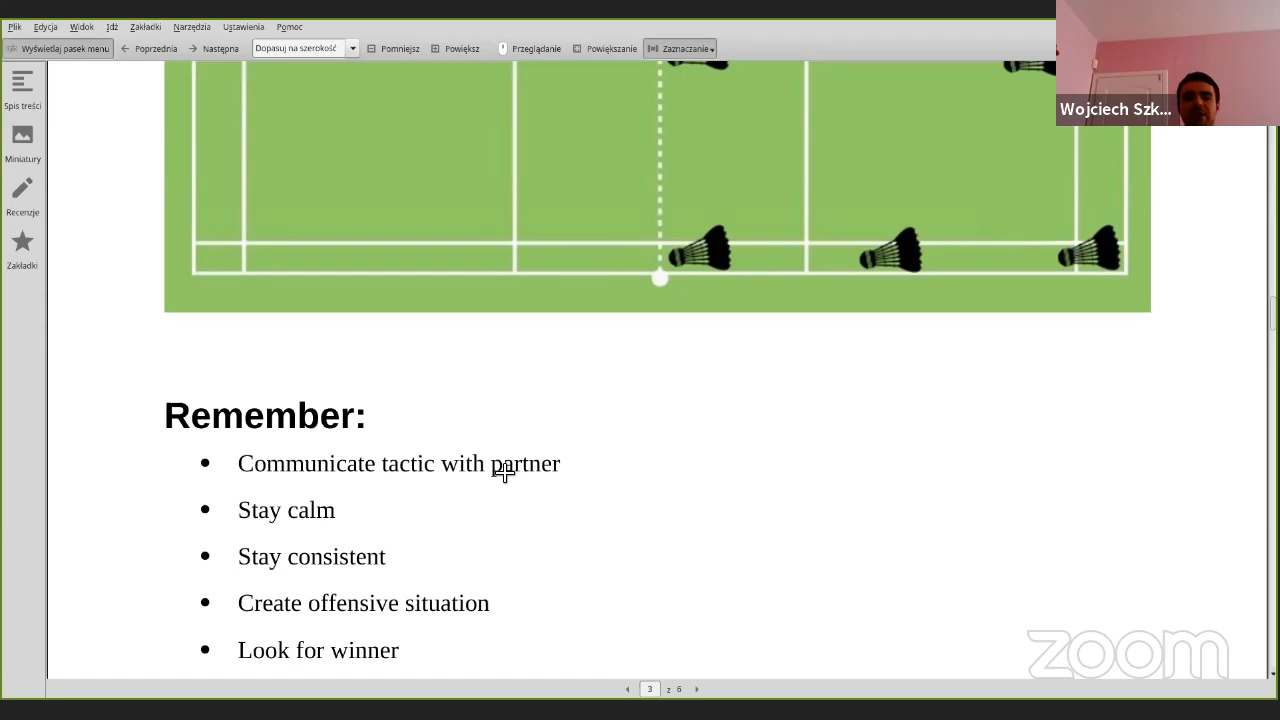 Plik Edycja Widok Idź Zakładki Narzędzia Ustawienia Pomoc
Wyświetlaj pasek menu Poprzednia Następna Dopasuj na szerokość Pomniejsz Powiększ Przeglądanie Powiększanie Zaznaczanie
Wojciech Szk...
Spis treści
Miniatury
Recenzje
Zakładki
Remember:
• Communicate tactic with partner
• Stay calm
• Stay consistent
• Create offensive situation
• Look for winner
zoom
3 z 6